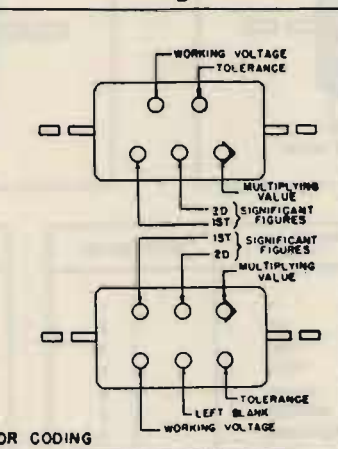 WORKING VOLTAGE
TOLERANCE
MULTIPLYING
VALUE
2D
1ST
SIGNIFICANT
FIGURES
1ST
2D
SIGNIFICANT
FIGURES
MULTIPLYING
VALUE
TOLERANCE
LEFT BLANK
WORKING VOLTAGE
OR CODING